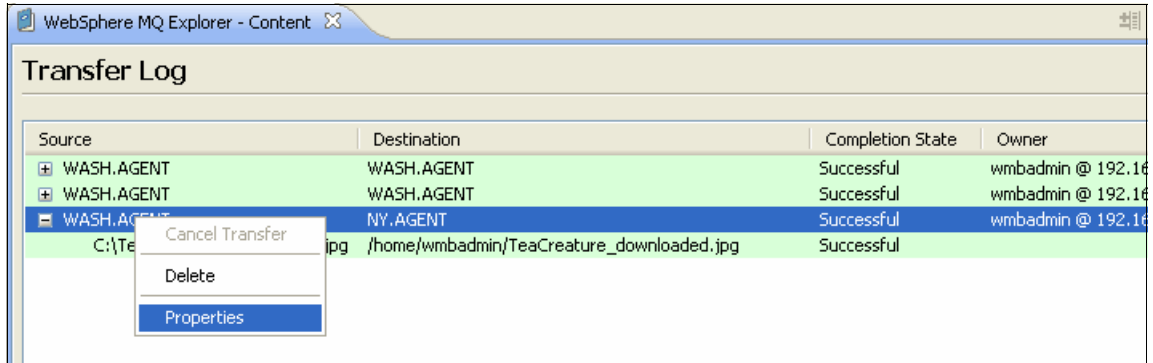 WebSphere MQ Explorer - Content
Transfer Log
Source Destination Completion State Owner
WASH.AGENT WASH.AGENT Successful wmbadmin @ 192.16
WASH.AGENT WASH.AGENT Successful wmbadmin @ 192.16
WASH.AGENT NY.AGENT Successful wmbadmin @ 192.16
C:\Te jpg /home/wmbadmin/TeaCreature_downloaded.jpg Successful
Cancel Transfer
Delete
Properties